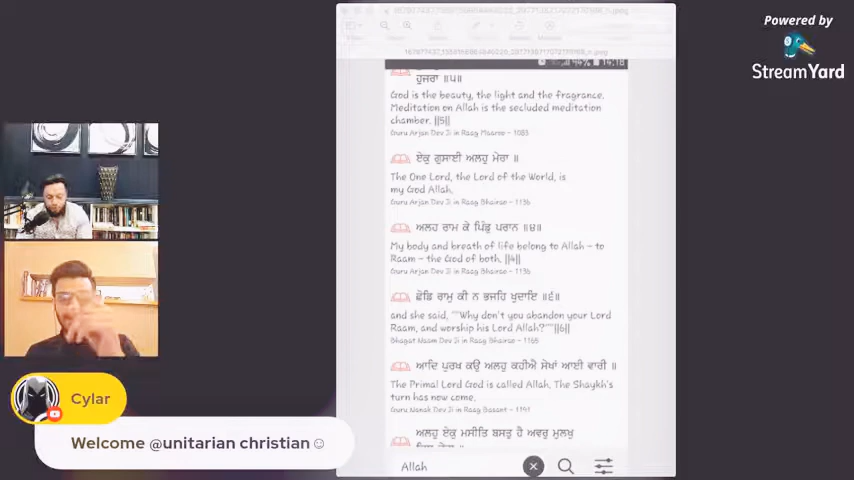 Powered by
StreamYard
ਹੁਜਰਾ ॥੫॥
God is the beauty, the light and the fragrance.
Meditation on Allah is the secluded meditation
chamber. ||5||
Guru Arjan Dev Ji in Raag Maaroo - 1083
ਏਕੁ ਗੁਸਾਈ ਅਲਹੁ ਮੇਰਾ ॥
The One Lord, the Lord of the World, is
my God Allah.
Guru Arjan Dev Ji in Raag Bhairao - 1136
ਅਲਹ ਰਾਮ ਕੇ ਪਿੰਡੁ ਪਰਾਨ ॥੪॥
My body and breath of life belong to Allah - to
Raam - the God of both. ||4||
Guru Arjan Dev Ji in Raag Bhairao - 1136
ਛੋਡਿ ਰਾਮੁ ਕੀ ਨ ਭਜਹਿ ਖੁਦਾਇ ॥੬॥
and she said, ""Why don't you abandon your Lord
Raam, and worship his Lord Allah?""||6||
Bhagat Naam Dev Ji in Raag Bhairao - 1165
ਆਦਿ ਪੁਰਖ ਕਉ ਅਲਹੁ ਕਹੀਐ ਸੇਖਾਂ ਆਈ ਵਾਰੀ ॥
The Primal Lord God is called Allah. The Shaykh's
turn has now come.
Guru Nanak Dev Ji in Raag Basant - 1191
ਅਲਹੁ ਏਕੁ ਮਸੀਤਿ ਬਸਤੁ ਹੈ ਅਵਰੁ ਮੁਲਖੁ
Allah
Cylar
Welcome @unitarian christian☺